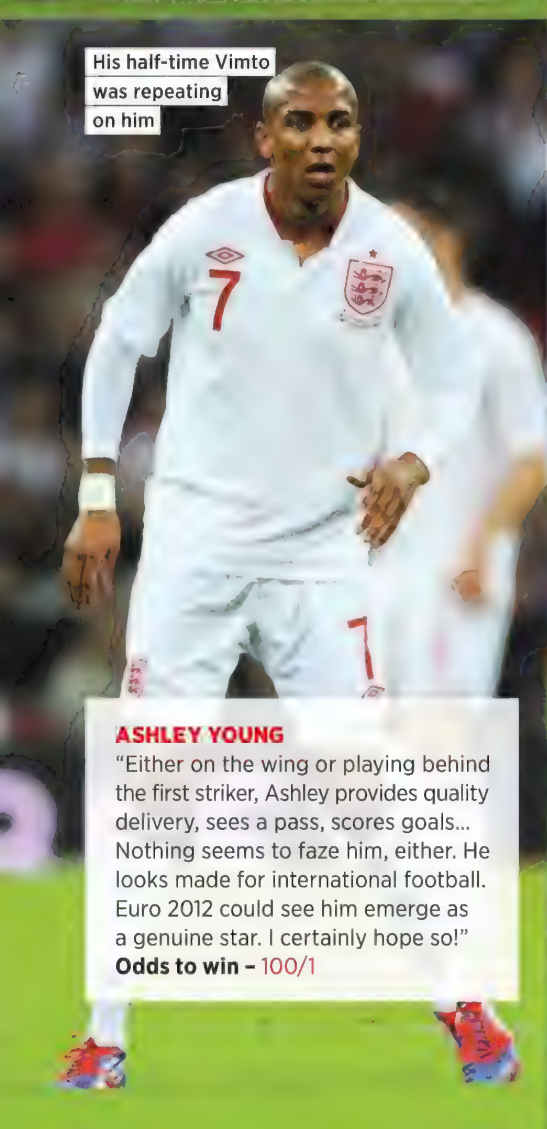 His half-time Vimto
was repeating
on him
7
7
ASHLEY YOUNG
“Either on the wing or playing behind
the first striker, Ashley provides quality
delivery, sees a pass, scores goals...
Nothing seems to faze him, either. He
looks made for international football.
Euro 2012 could see him emerge as
a genuine star. I certainly hope so!”
Odds to win – 100/1